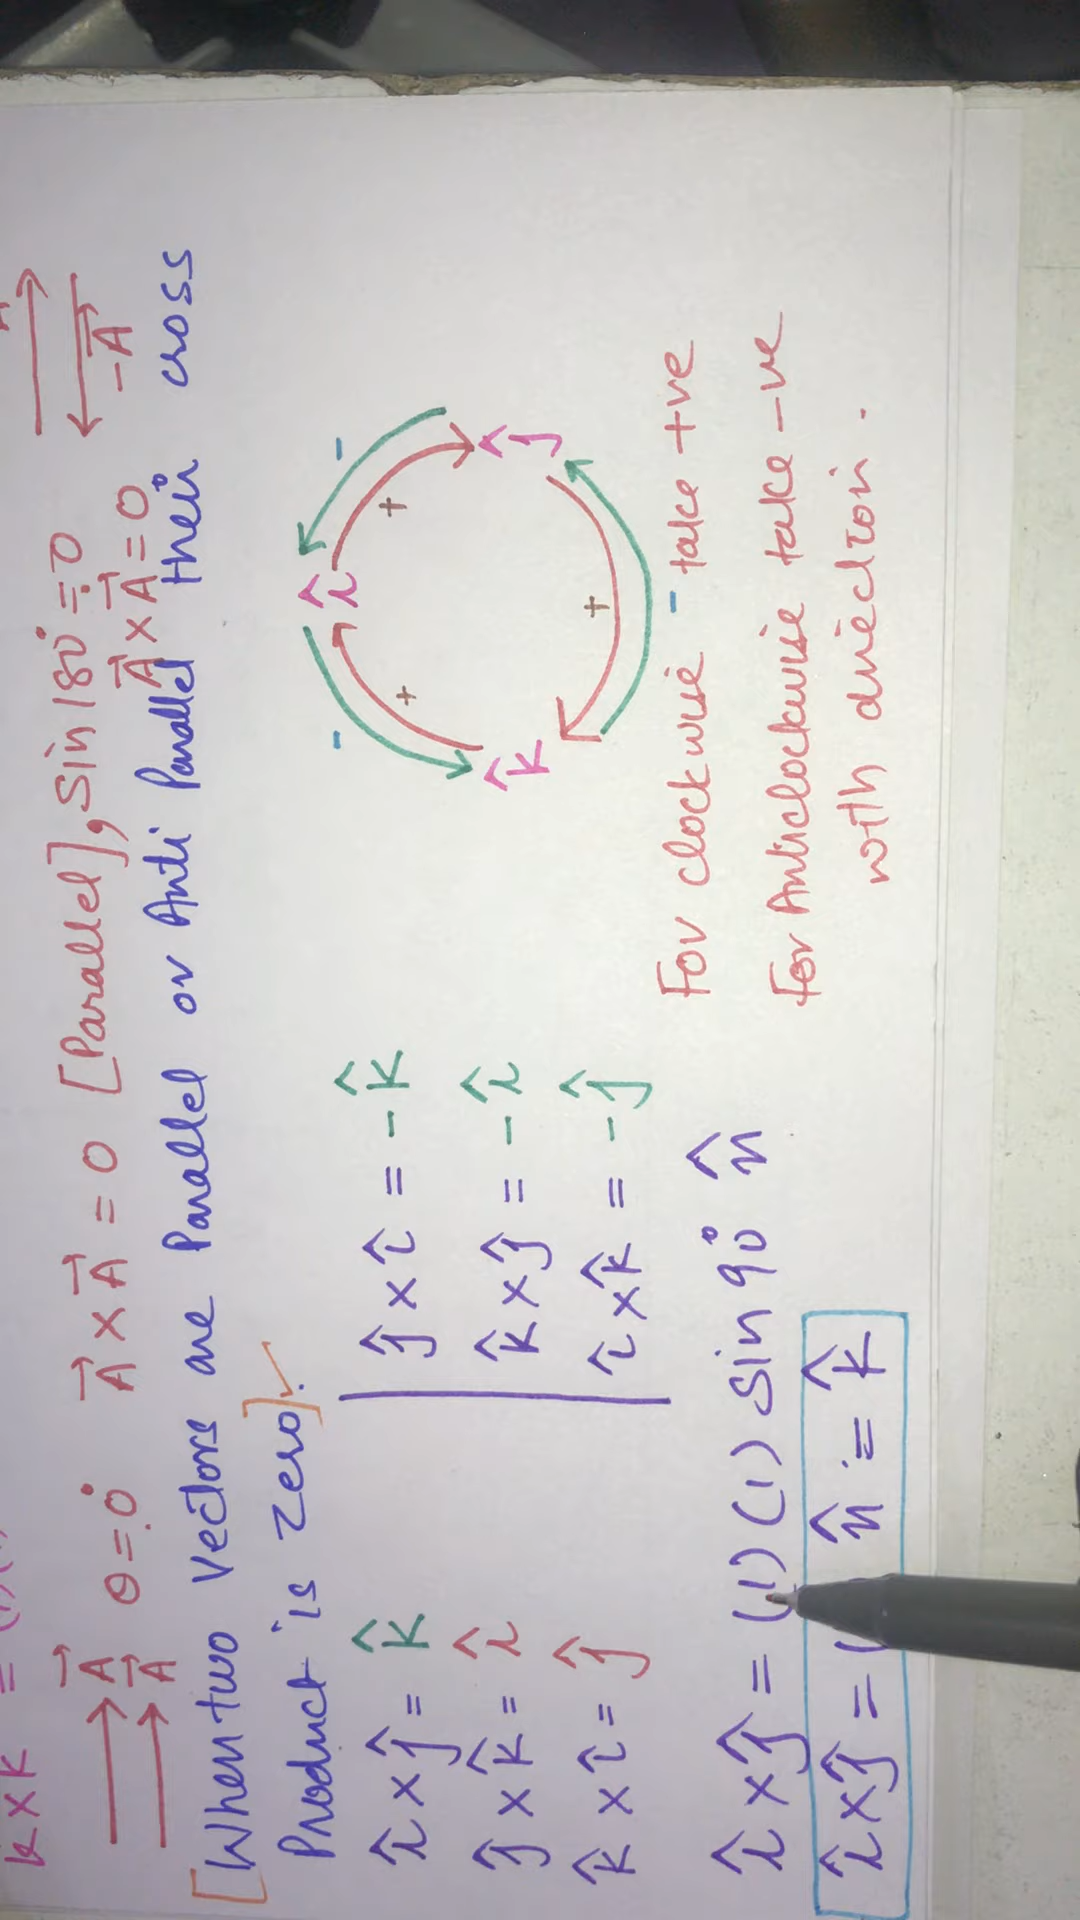 k̂ × k̂ =
A⃗ A⃗ θ = 0° A⃗ × A⃗ = 0 [Parallel], Sin 180° = 0
-A⃗
A⃗ × A⃗ = 0
[When two Vectors are Parallel or Anti Parallel their cross
Product is Zero].✓
î × ĵ = k̂
ĵ × k̂ = î
k̂ × î = ĵ
ĵ × î = -k̂
k̂ × ĵ = -î
î × k̂ = -ĵ
î
ĵ
k̂
+
+
+
-
-
-
For clockwise take +ve
For Anticlockwise take -ve
with direction.
î × ĵ = (1)(1) Sin 90° n̂
î × ĵ = ( n̂ = k̂